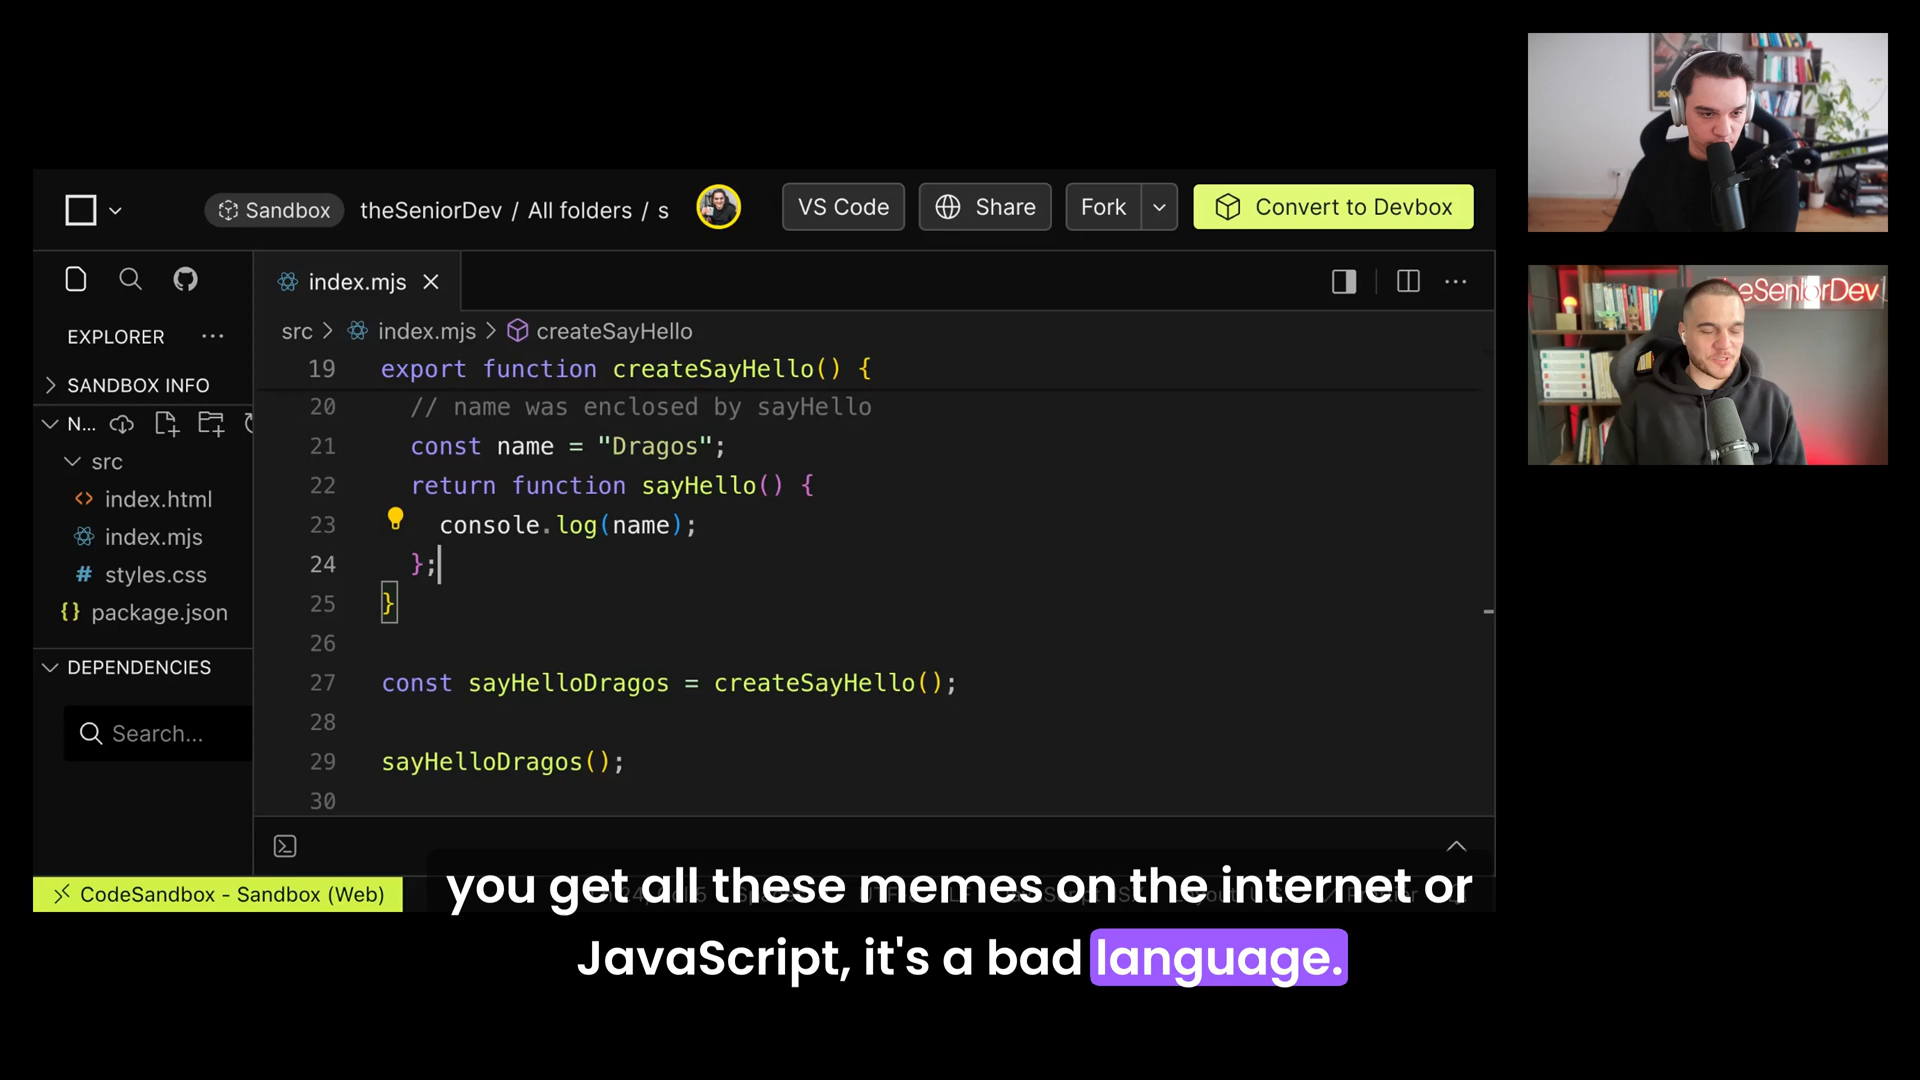 Sandbox
theSeniorDev / All folders / s
VS Code
Share
Fork
Convert to Devbox
index.mjs
EXPLORER
src > index.mjs > createSayHello
SANDBOX INFO
N...
src
index.html
index.mjs
styles.css
package.json
DEPENDENCIES
Search...
19 export function createSayHello() {
20 // name was enclosed by sayHello
21 const name = "Dragos";
22 return function sayHello() {
23 console.log(name);
24 };
25 }
26
27 const sayHelloDragos = createSayHello();
28
29 sayHelloDragos();
30
CodeSandbox - Sandbox (Web)
you get all these memes on the internet or
JavaScript, it's a bad language.
theSeniorDev